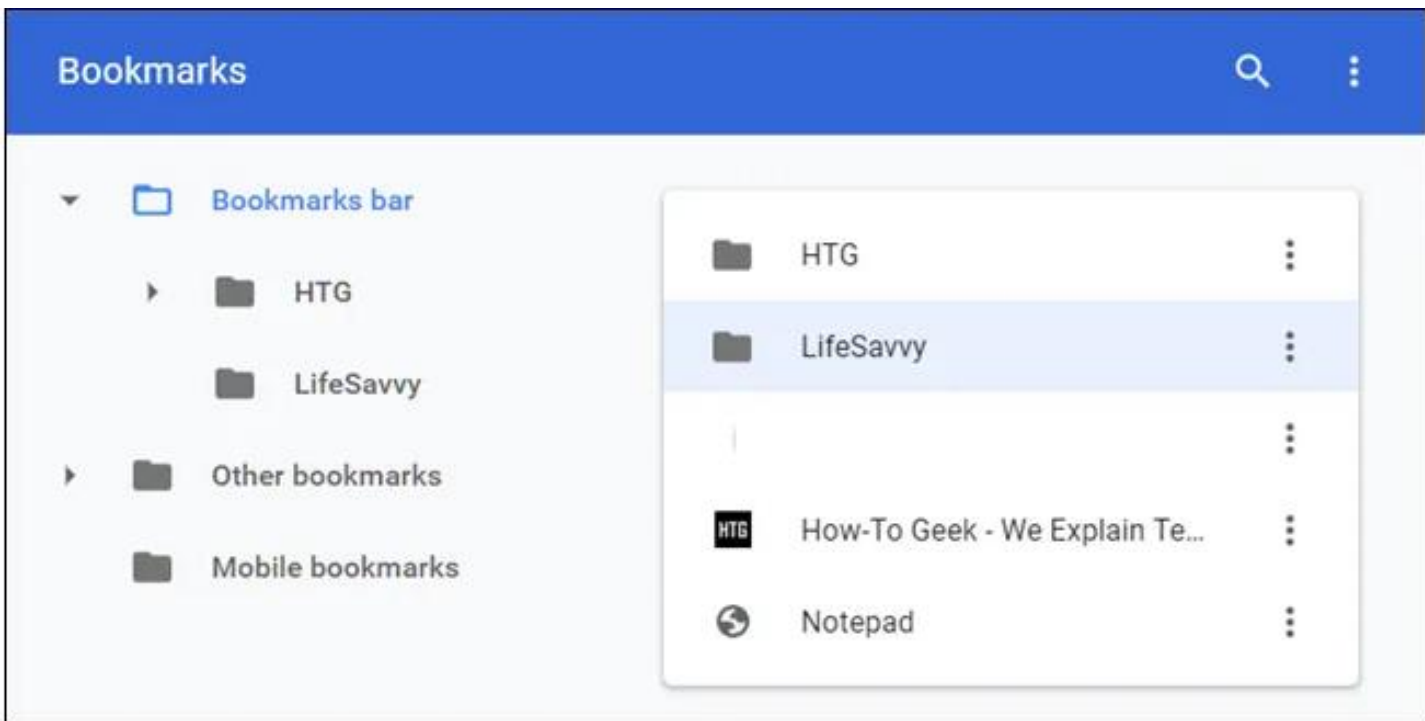 Bookmarks
Bookmarks bar
HTG
LifeSavvy
Other bookmarks
Mobile bookmarks
HTG
LifeSavvy
HTG
How-To Geek - We Explain Te...
Notepad